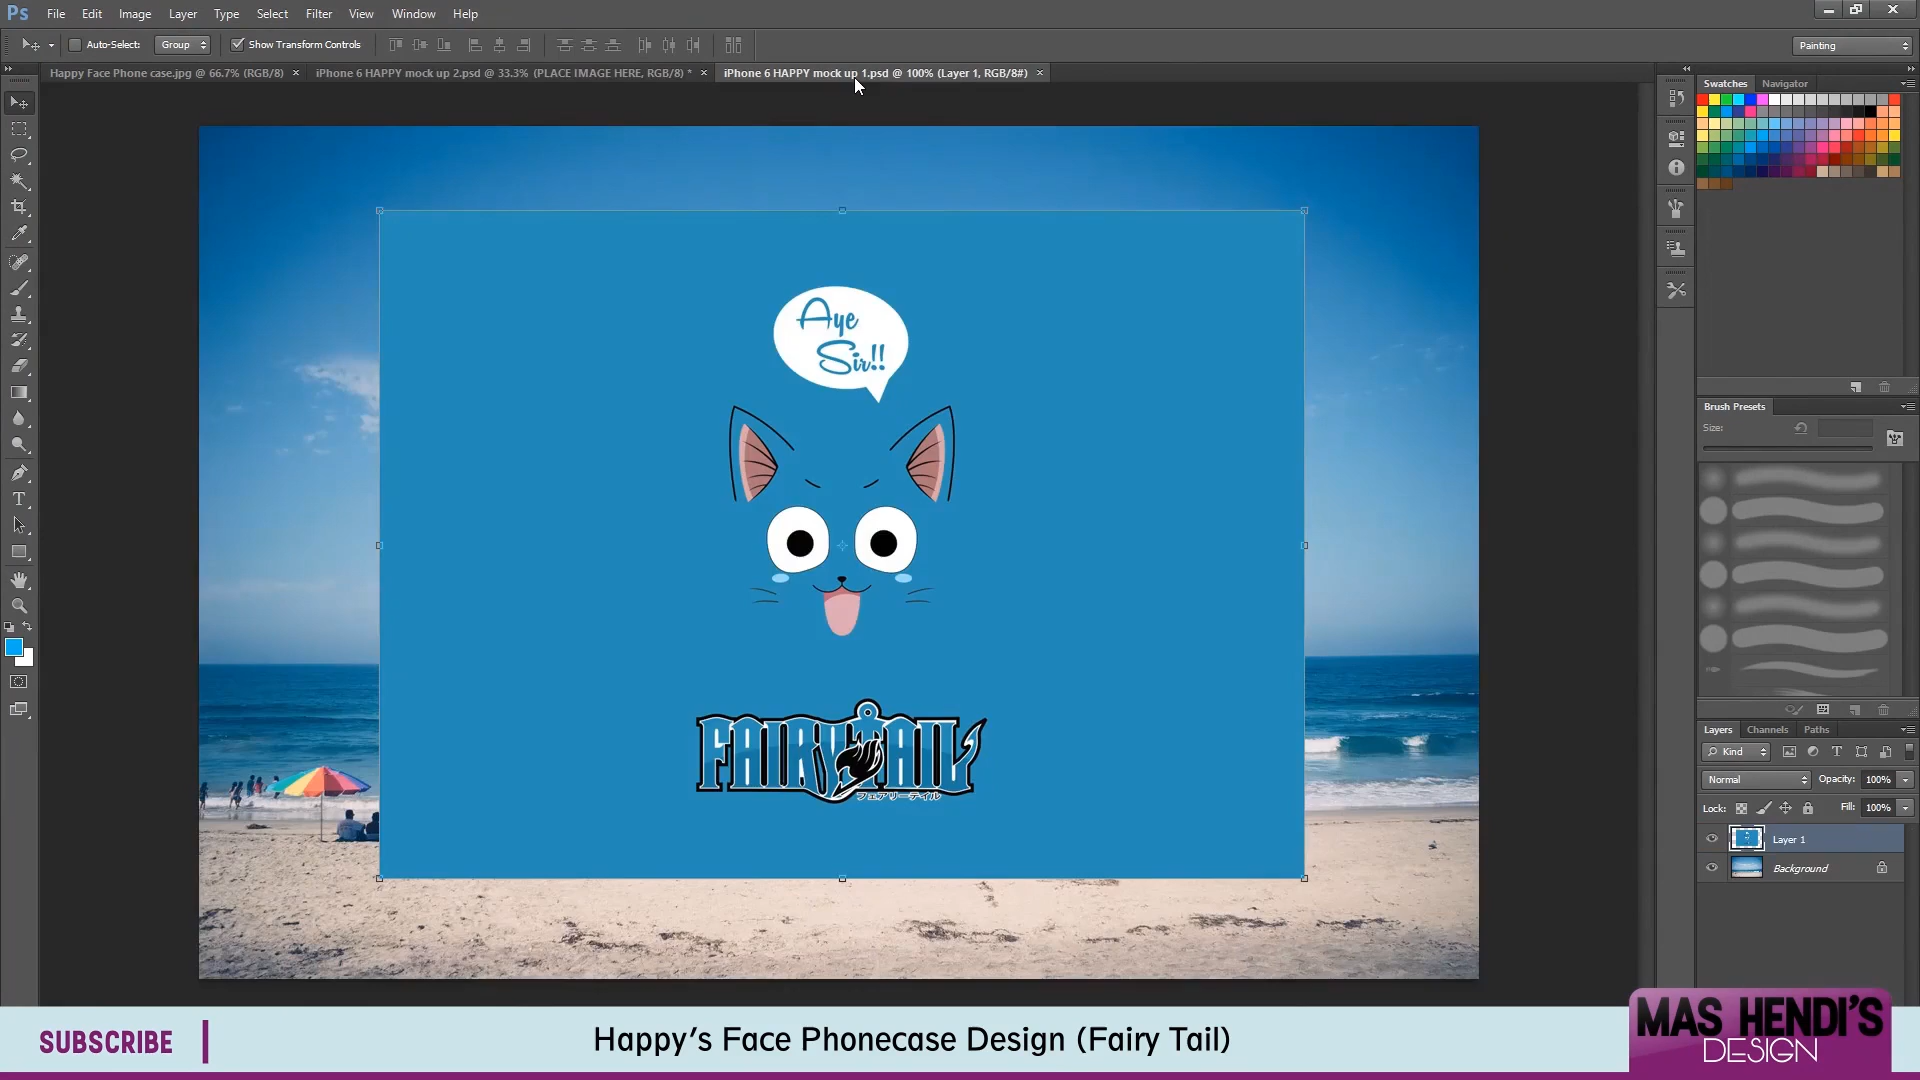 Ps File Edit Image Layer Type Select Filter View Window Help
Auto-Select: Group Show Transform Controls Painting
Happy Face Phone case.jpg @ 66.7% (RGB/8) × iPhone 6 HAPPY mock up 2.psd @ 33.3% (PLACE IMAGE HERE, RGB/8) * × iPhone 6 HAPPY mock up 1.psd @ 100% (Layer 1, RGB/8#) ×
Swatches Navigator
Aye
Sir!!
FAIRY TAIL
フェアリーテイル
Brush Presets
Size:
Layers Channels Paths
Kind
Normal Opacity: 100%
Lock: Fill: 100%
Layer 1
Background
SUBSCRIBE
Happy's Face Phonecase Design (Fairy Tail)
MAS HENDI'S
DESIGN